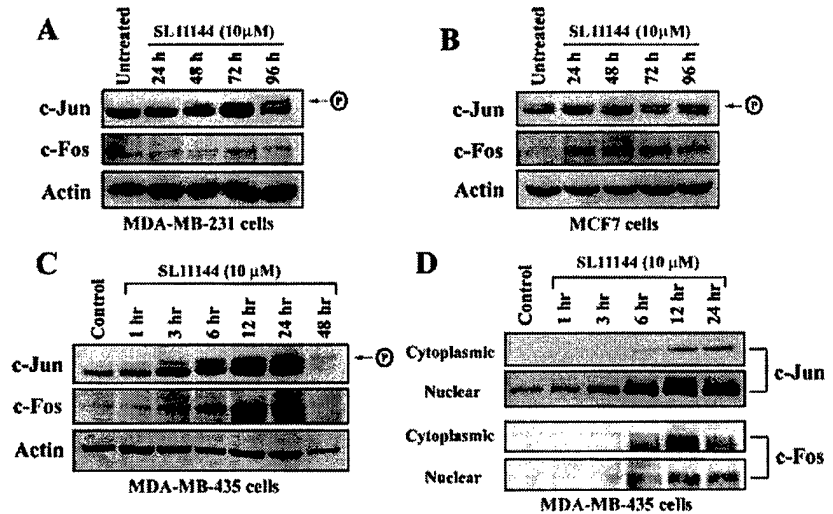 A
SL11144 (10µM)
Untreated
24 h
48 h
72 h
96 h
c-Jun
P
c-Fos
Actin
MDA-MB-231 cells
B
SL11144 (10µM)
Untreated
24 h
48 h
72 h
96 h
c-Jun
P
c-Fos
Actin
MCF7 cells
C
SL11144 (10 µM)
Control
1 hr
3 hr
6 hr
12 hr
24 hr
48 hr
c-Jun
P
c-Fos
Actin
MDA-MB-435 cells
D
SL11144 (10 µM)
Control
1 hr
3 hr
6 hr
12 hr
24 hr
Cytoplasmic
Nuclear
c-Jun
Cytoplasmic
Nuclear
c-Fos
MDA-MB-435 cells